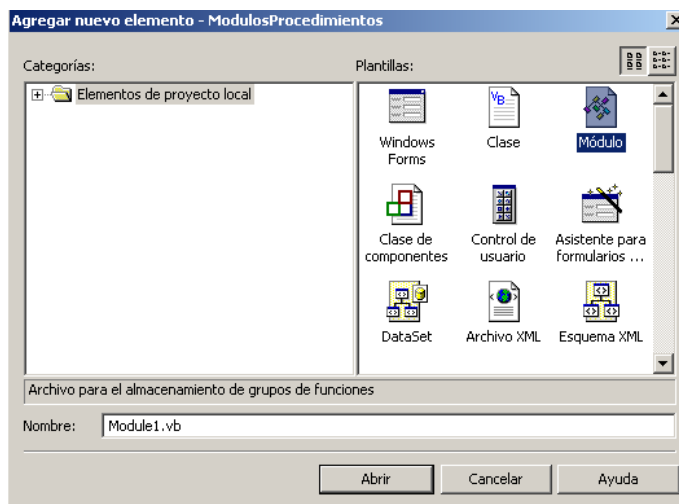 Agregar nuevo elemento - ModulosProcedimientos
Categorías:
Plantillas:
Elementos de proyecto local
Windows Forms
Clase
Módulo
Clase de componentes
Control de usuario
Asistente para formularios ...
DataSet
Archivo XML
Esquema XML
Archivo para el almacenamiento de grupos de funciones
Nombre:
Module1.vb
Abrir
Cancelar
Ayuda